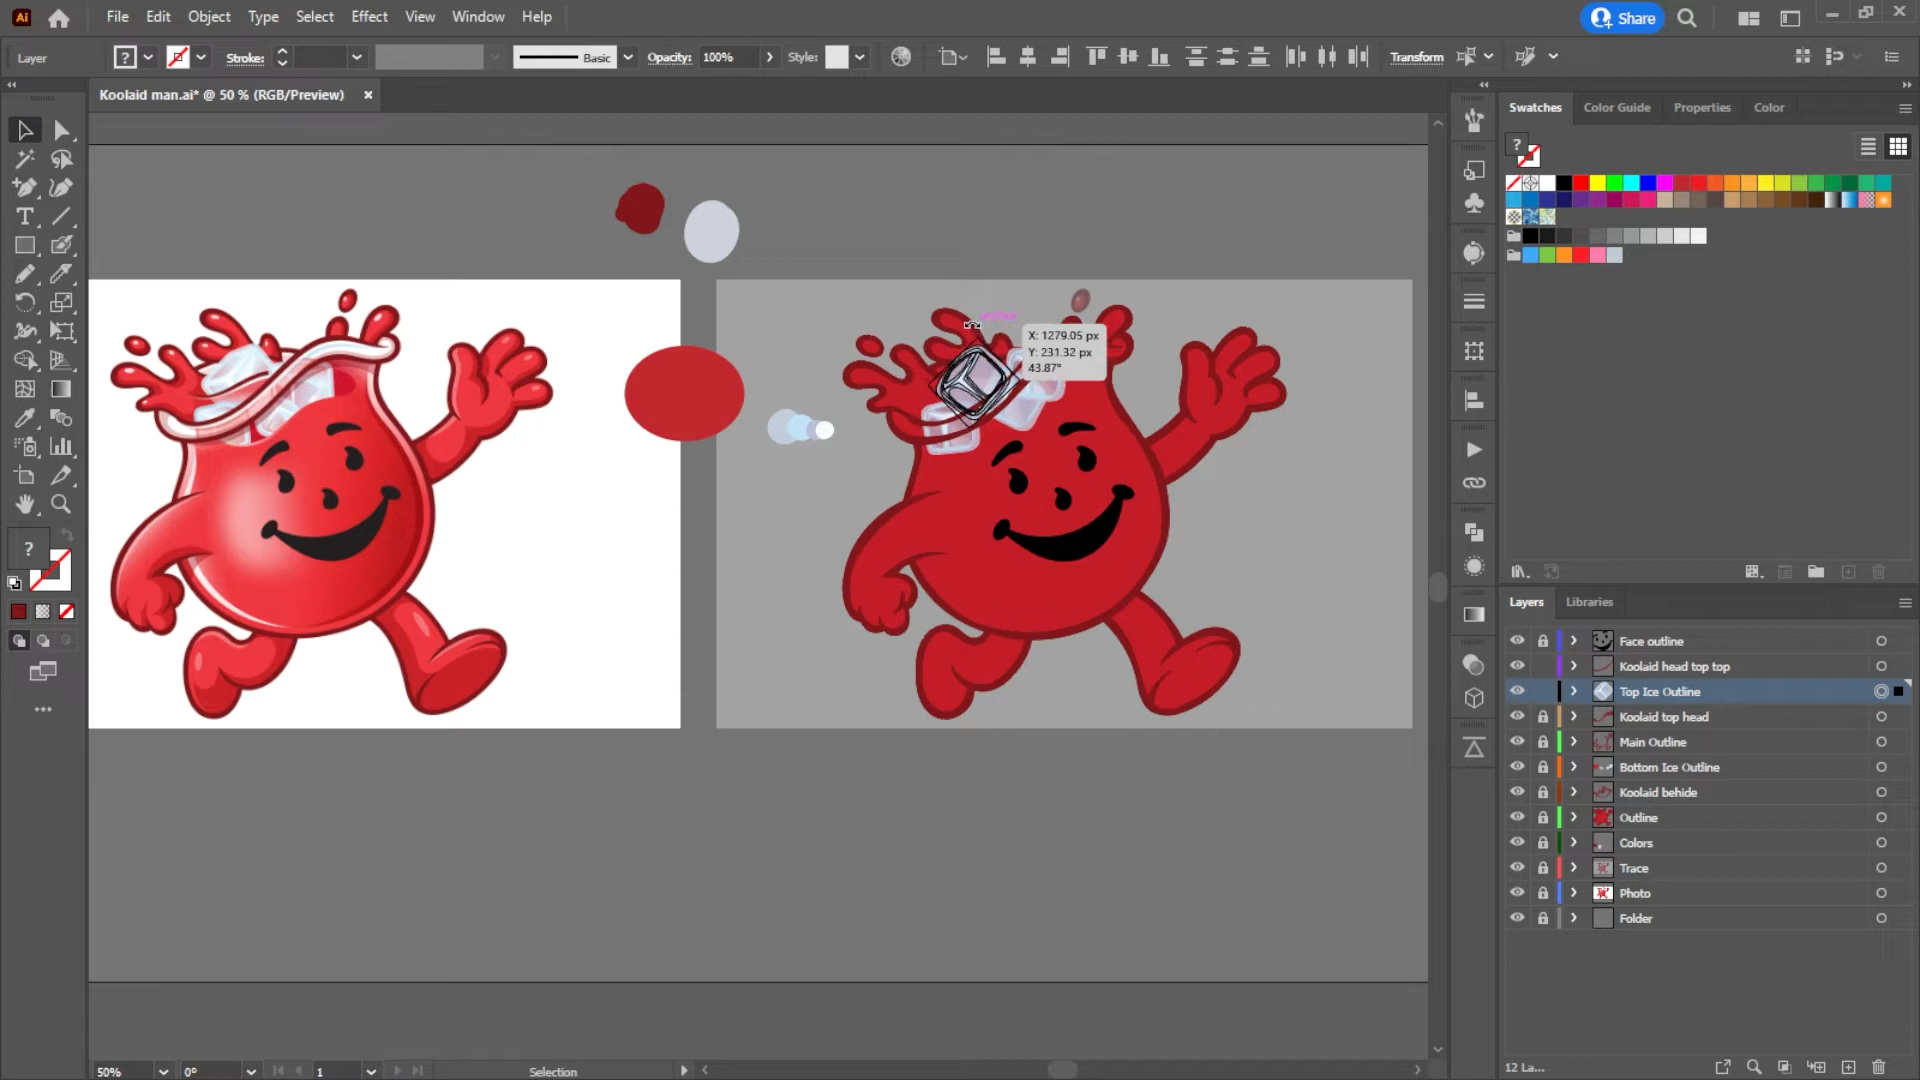 Ai File Edit Object Type Select Effect View Window Help Share
Layer ? Stroke: Basic Opacity: 100% Style: Transform
Koolaid man.ai* @ 50 % (RGB/Preview) ×
Swatches Color Guide Properties Color
?
X: 1279.05 px
Y: 231.32 px
43.87°
?
Layers Libraries
Face outline
Koolaid head top top
Top Ice Outline
Koolaid top head
Main Outline
Bottom Ice Outline
Koolaid behide
Outline
Colors
Trace
Photo
Folder
50% 0° 1 Selection
12 La...